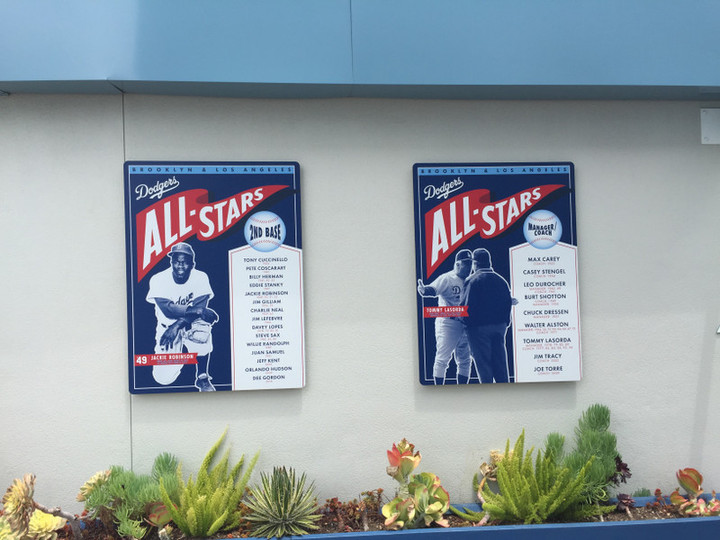 BROOKLYN & LOS ANGELES
Dodgers
ALL-STARS
2ND BASE
TONY CUCCINELLO
PETE COSCARART
BILLY HERMAN
EDDIE STANKY
JACKIE ROBINSON
JIM GILLIAM
CHARLIE NEAL
JIM LEFEBVRE
DAVEY LOPES
STEVE SAX
WILLIE RANDOLPH
JUAN SAMUEL
JEFF KENT
ORLANDO HUDSON
DEE GORDON
49 JACKIE ROBINSON
BROOKLYN & LOS ANGELES
Dodgers
ALL-STARS
MANAGER/
COACH
MAX CAREY
CASEY STENGEL
LEO DUROCHER
BURT SHOTTON
CHUCK DRESSEN
WALTER ALSTON
TOMMY LASORDA
JIM TRACY
JOE TORRE
TOMMY LASORDA